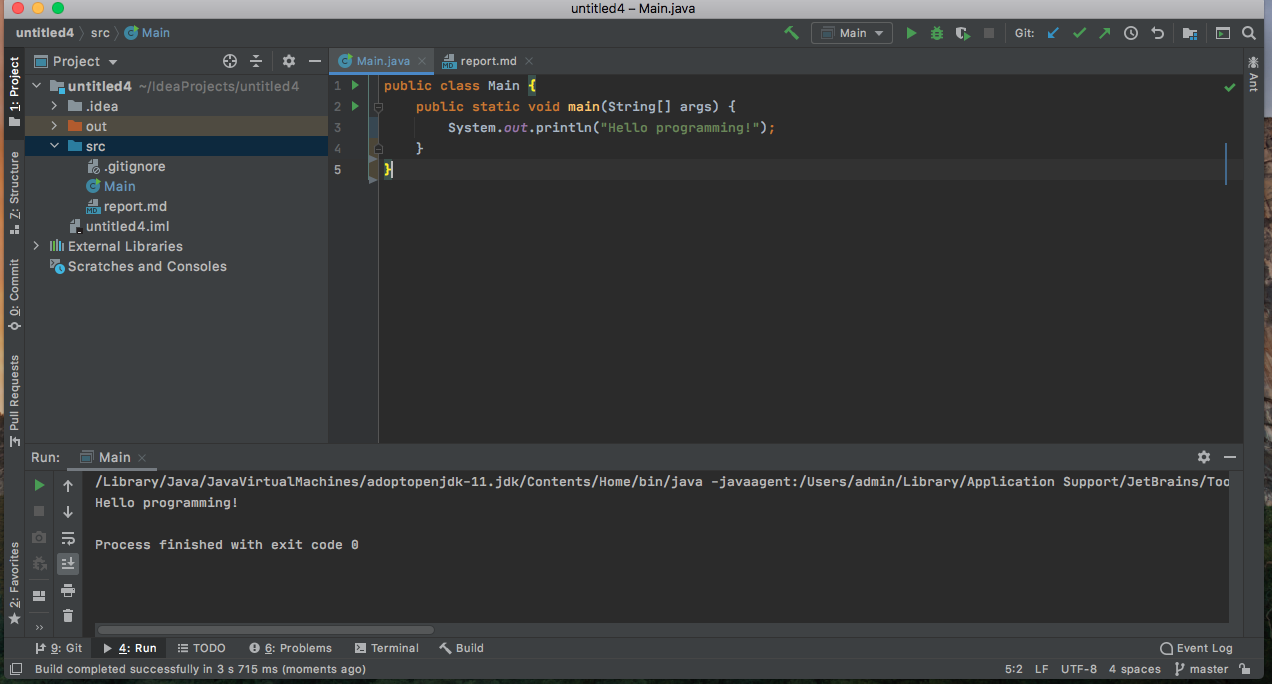 untitled4 – Main.java
untitled4 src Main
Main
Git:
1: Project
7: Structure
0: Commit
Pull Requests
2: Favorites
Project
untitled4 ~/IdeaProjects/untitled4
.idea
out
src
.gitignore
Main
report.md
untitled4.iml
External Libraries
Scratches and Consoles
Main.java report.md
1 public class Main {
2 public static void main(String[] args) {
3 System.out.println("Hello programming!");
4 }
5 }
Ant
Run: Main
/Library/Java/JavaVirtualMachines/adoptopenjdk-11.jdk/Contents/Home/bin/java -javaagent:/Users/admin/Library/Application Support/JetBrains/Too
Hello programming!
Process finished with exit code 0
9: Git 4: Run TODO 6: Problems Terminal Build Event Log
Build completed successfully in 3 s 715 ms (moments ago) 5:2 LF UTF-8 4 spaces master